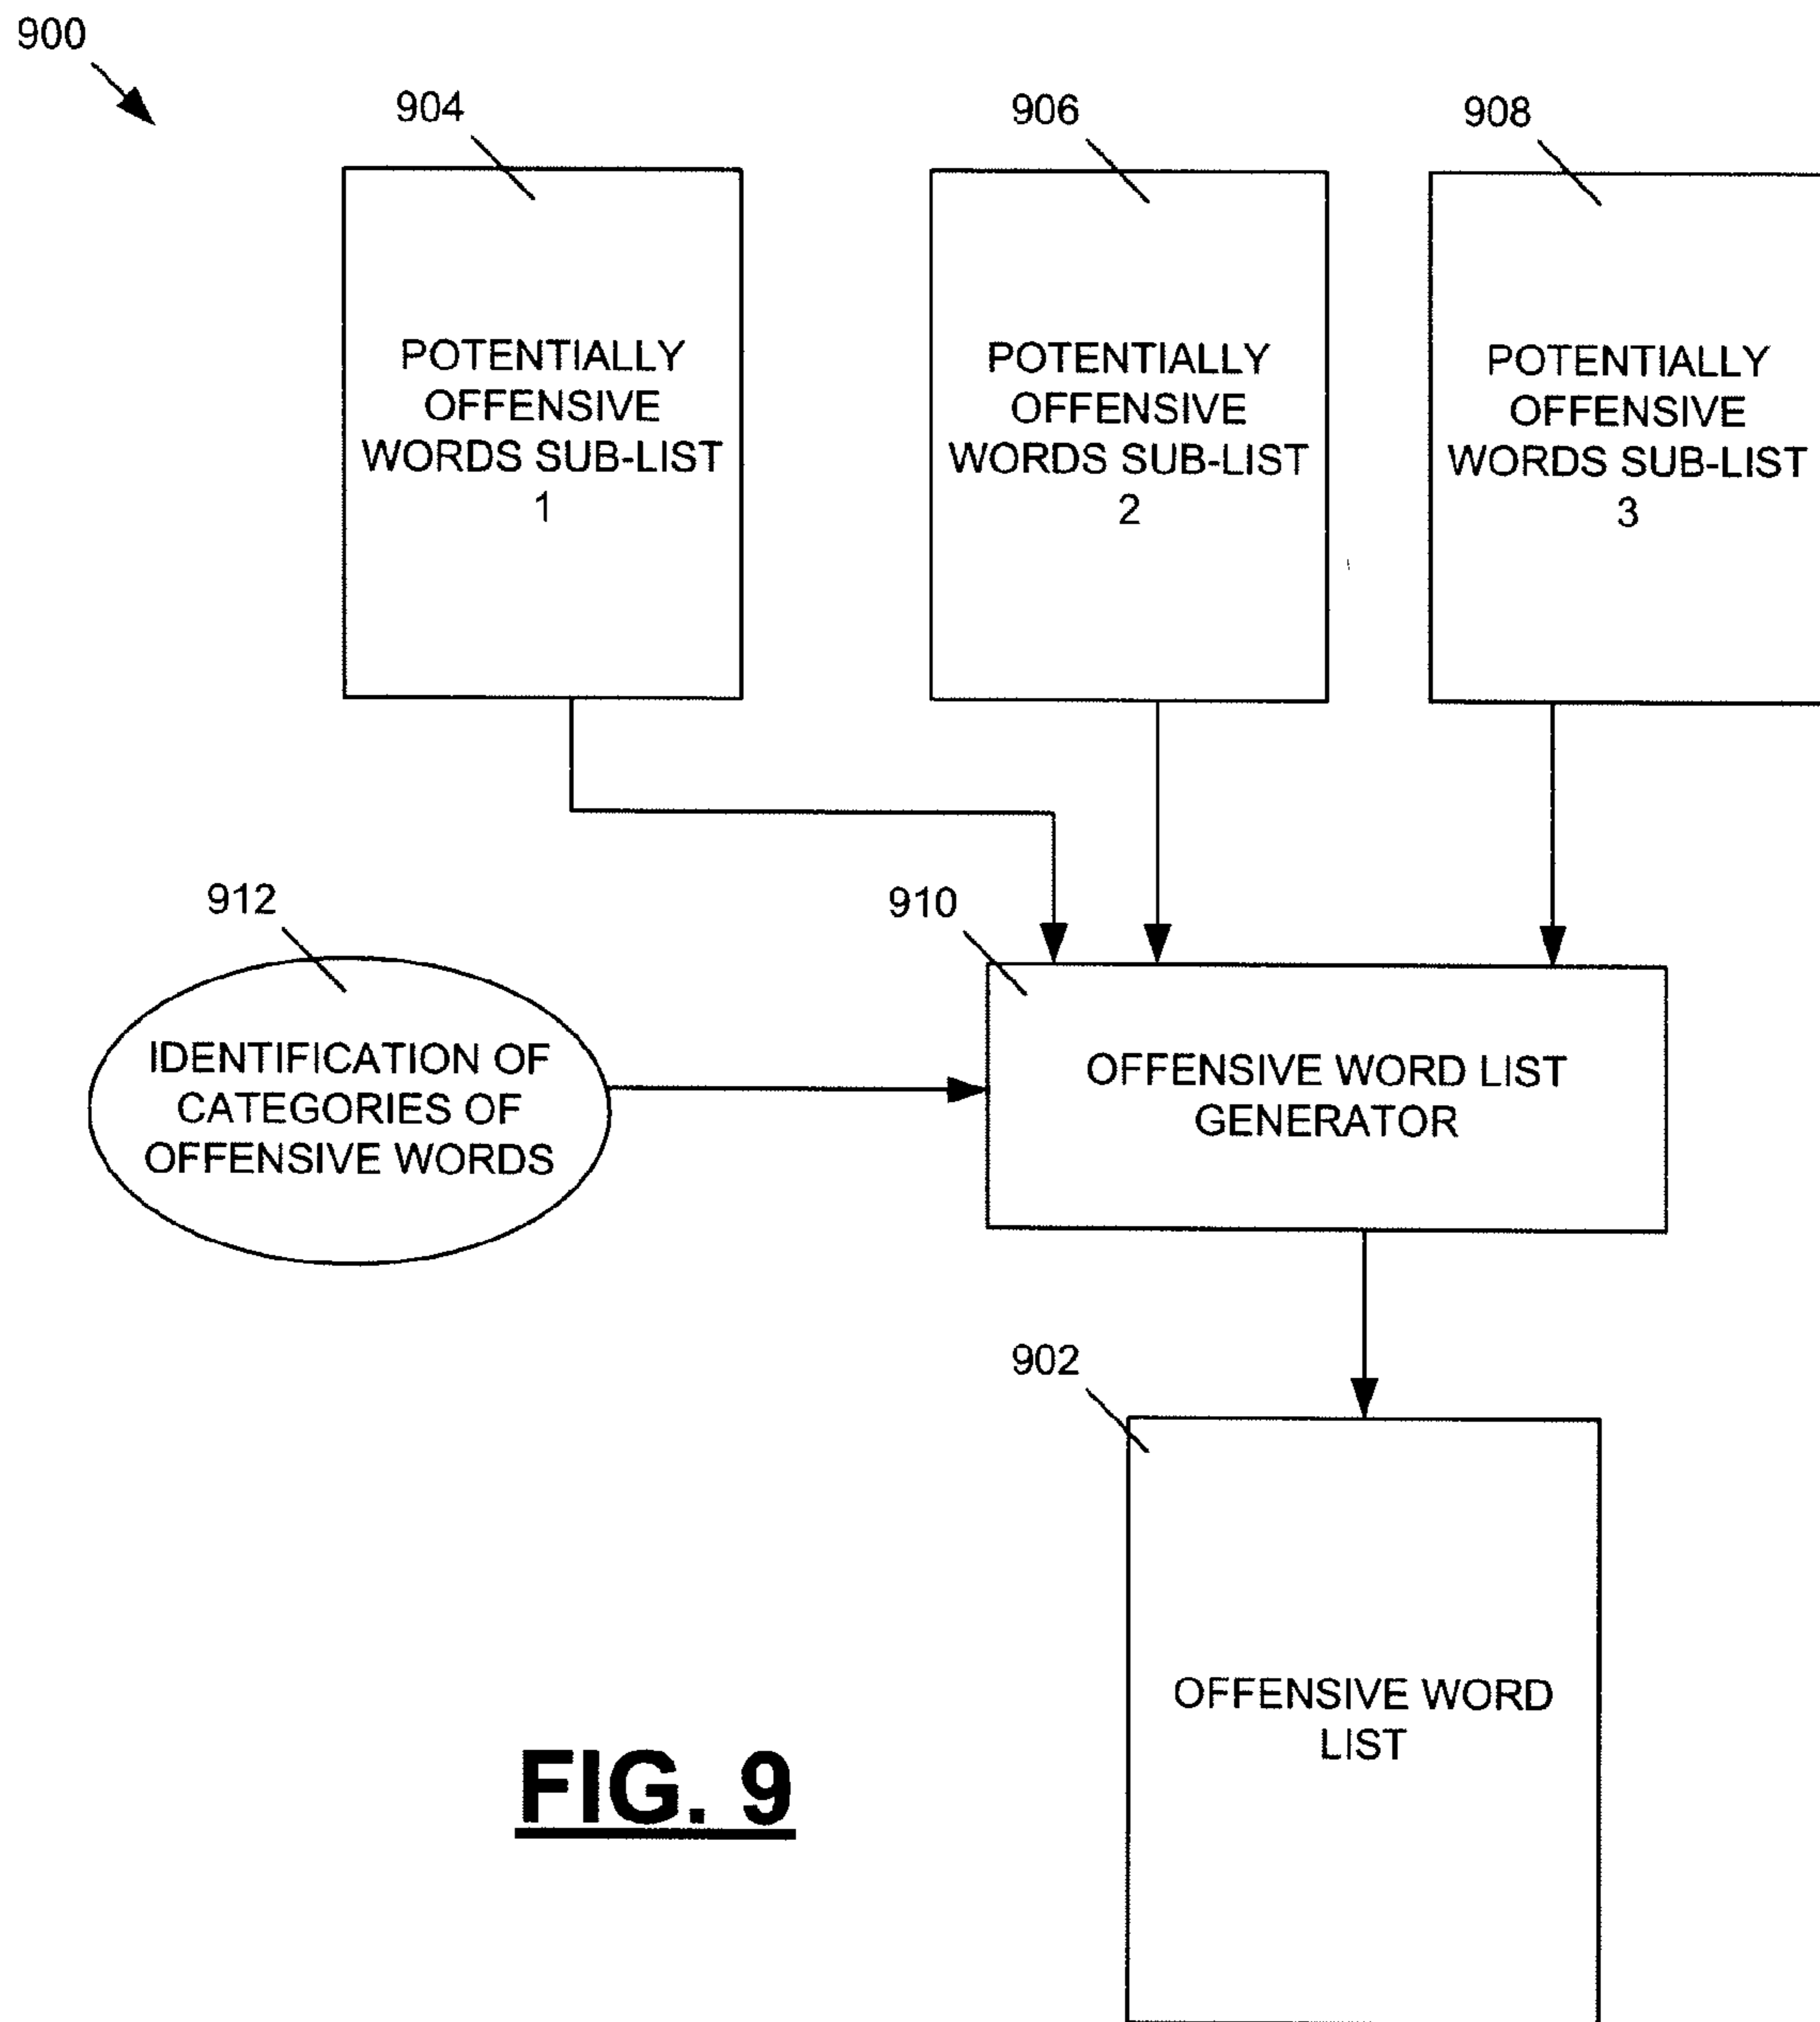 900
904
906
908
POTENTIALLY
OFFENSIVE
WORDS SUB-LIST
1
POTENTIALLY
OFFENSIVE
WORDS SUB-LIST
2
POTENTIALLY
OFFENSIVE
WORDS SUB-LIST
3
912
910
IDENTIFICATION OF
CATEGORIES OF
OFFENSIVE WORDS
OFFENSIVE WORD LIST
GENERATOR
902
OFFENSIVE WORD
LIST
FIG. 9